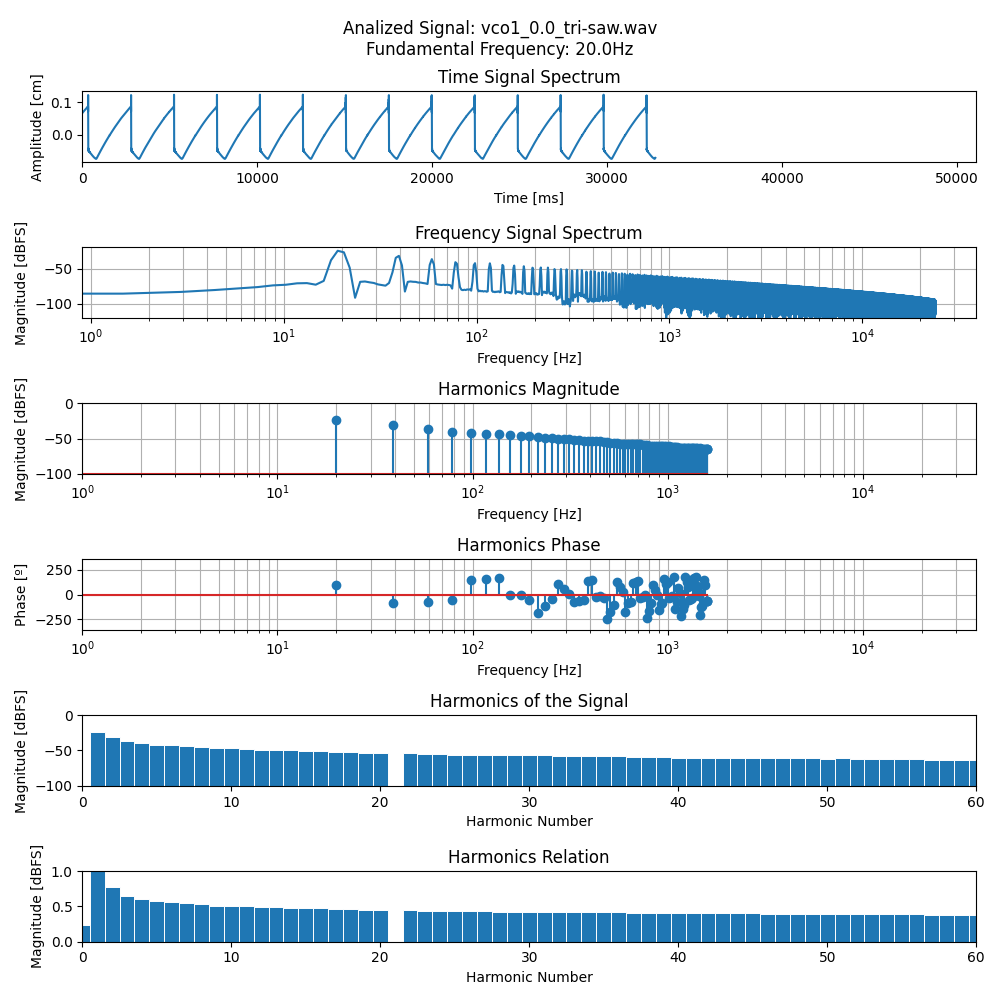 Analized Signal: vco1_0.0_tri-saw.wav
Fundamental Frequency: 20.0Hz
Time Signal Spectrum
Amplitude [cm]
0.1
0.0
0 10000 20000 30000 40000 50000
Time [ms]
Frequency Signal Spectrum
Magnitude [dBFS]
−50
−100
10⁰ 10¹ 10² 10³ 10⁴
Frequency [Hz]
Harmonics Magnitude
Magnitude [dBFS]
0
−50
−100
10⁰ 10¹ 10² 10³ 10⁴
Frequency [Hz]
Harmonics Phase
Phase [º]
250
0
−250
10⁰ 10¹ 10² 10³ 10⁴
Frequency [Hz]
Harmonics of the Signal
Magnitude [dBFS]
0
−50
−100
0 10 20 30 40 50 60
Harmonic Number
Harmonics Relation
Magnitude [dBFS]
1.0
0.5
0.0
0 10 20 30 40 50 60
Harmonic Number